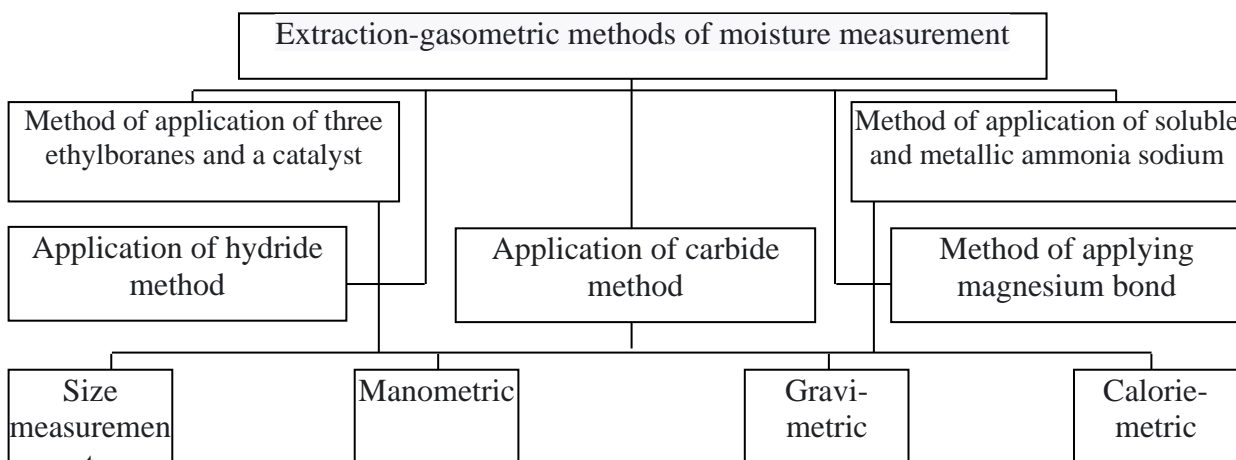 Extraction-gasometric methods of moisture measurement
Method of application of three
ethylboranes and a catalyst
Method of application of soluble
and metallic ammonia sodium
Application of hydride
method
Application of carbide
method
Method of applying
magnesium bond
Size
measuremen
Manometric
Gravi-
metric
Calorie-
metric